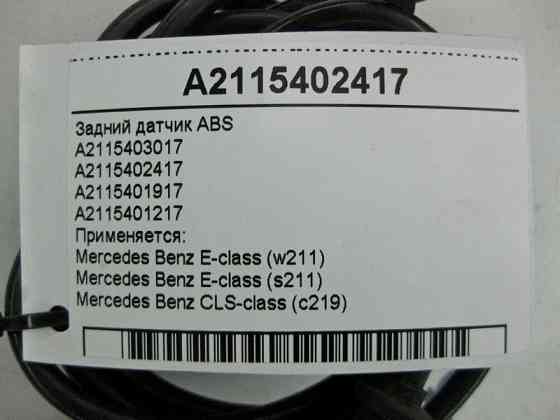 A2115402417
Задний датчик ABS
A2115403017
A2115402417
A2115401917
A2115401217
Применяется:
Mercedes Benz E-class (w211)
Mercedes Benz E-class (s211)
Mercedes Benz CLS-class (c219)